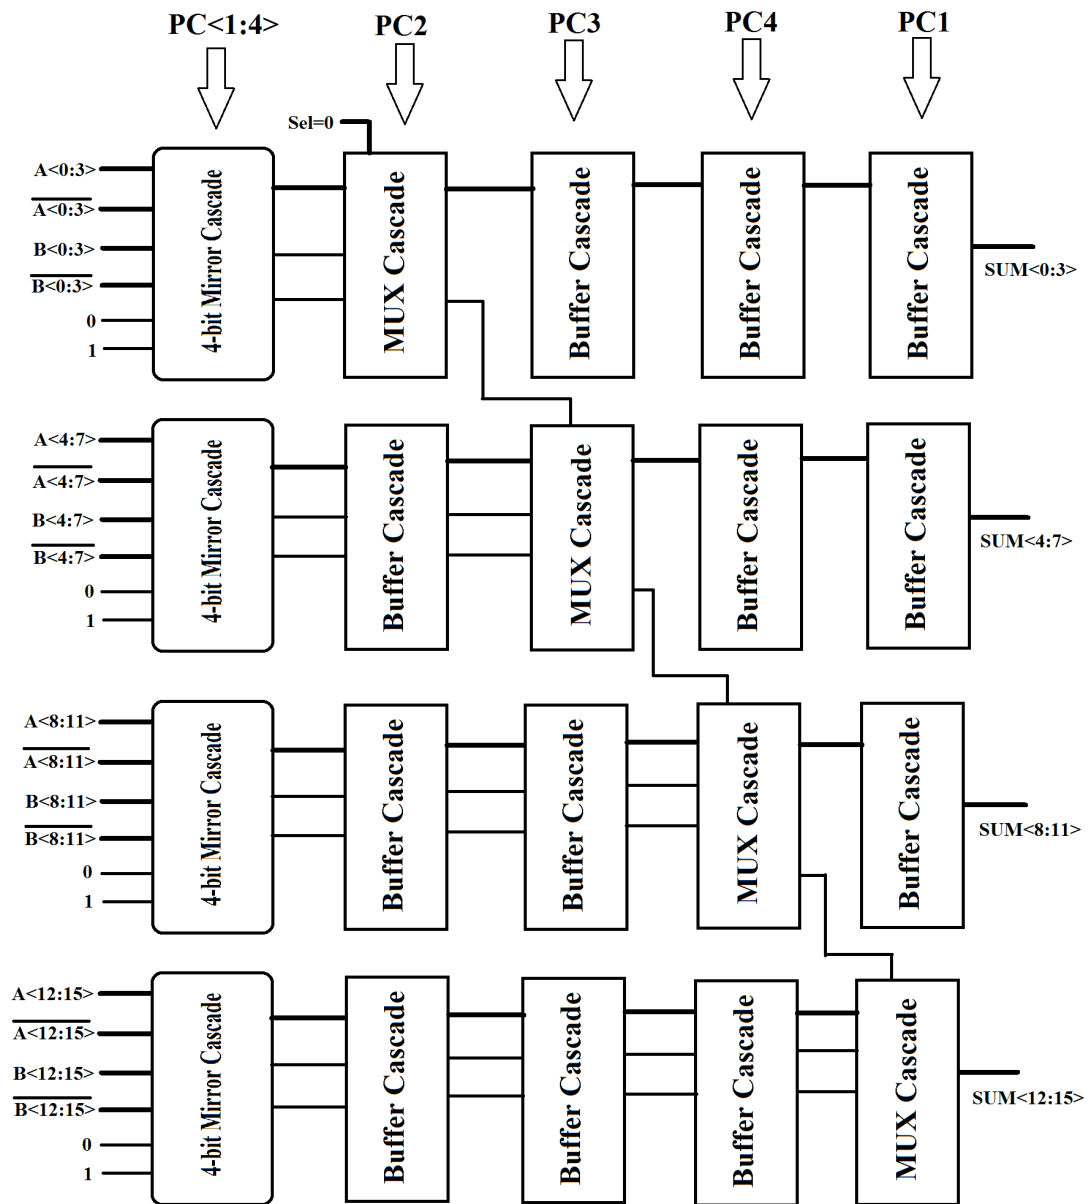 PC<1:4> PC2 PC3 PC4 PC1
Sel=0
A<0:3>
A<0:3>
B<0:3>
B<0:3>
0
1
4-bit Mirror Cascade
MUX Cascade
Buffer Cascade
Buffer Cascade
Buffer Cascade
SUM<0:3>
A<4:7>
A<4:7>
B<4:7>
B<4:7>
0
1
4-bit Mirror Cascade
Buffer Cascade
MUX Cascade
Buffer Cascade
Buffer Cascade
SUM<4:7>
A<8:11>
A<8:11>
B<8:11>
B<8:11>
0
1
4-bit Mirror Cascade
Buffer Cascade
Buffer Cascade
MUX Cascade
Buffer Cascade
SUM<8:11>
A<12:15>
A<12:15>
B<12:15>
B<12:15>
0
1
4-bit Mirror Cascade
Buffer Cascade
Buffer Cascade
Buffer Cascade
MUX Cascade
SUM<12:15>